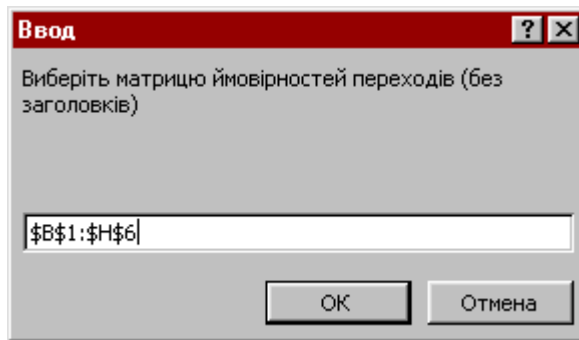 Ввод
Виберіть матрицю ймовірностей переходів (без
заголовків)
$B$1:$H$6
OK
Отмена